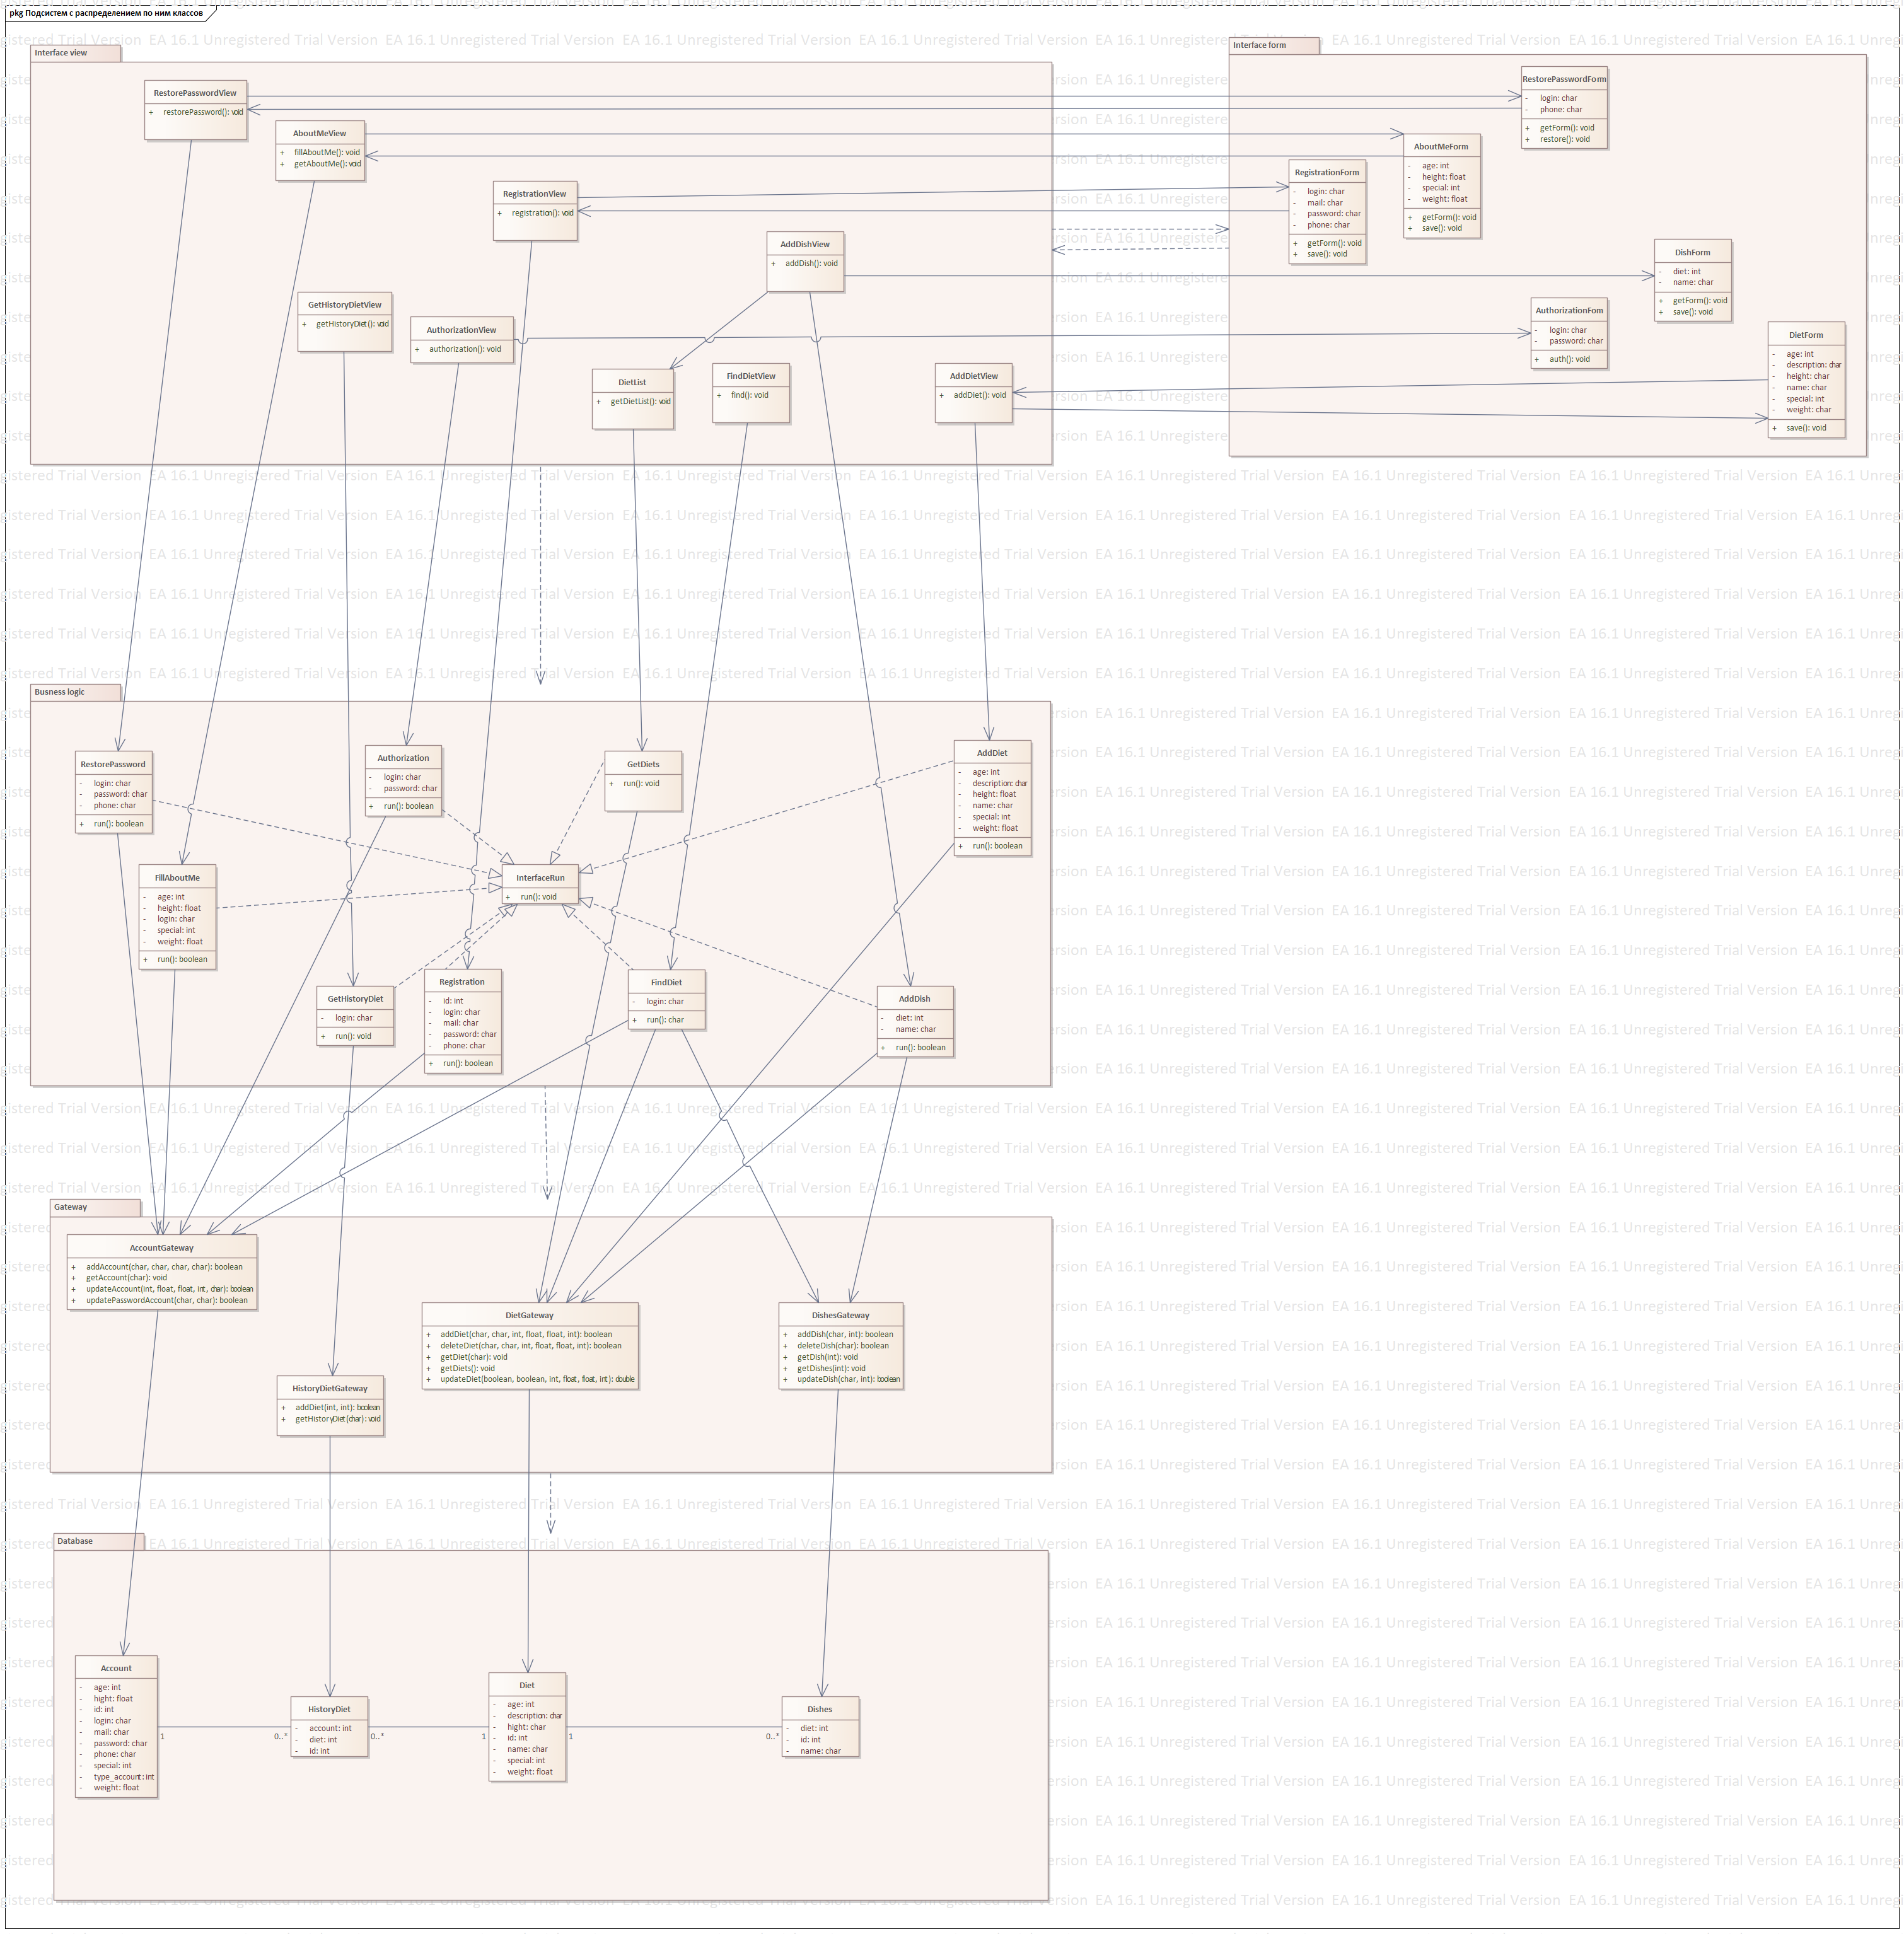 pkg Подсистем с распределением по ним классов
EA 16.1 Unregistered Trial Version
Interface view
RestorePasswordView
+ restorePassword(): void
AboutMeView
+ fillAboutMe(): void
+ getAboutMe(): void
RegistrationView
+ registration(): void
AddDishView
+ addDish(): void
GetHistoryDietView
+ getHistoryDiet(): void
AuthorizationView
+ authorization(): void
DietList
+ getDietList(): void
FindDietView
+ find(): void
AddDietView
+ addDiet(): void
Interface form
RestorePasswordForm
- login: char
- phone: char
+ getForm(): void
+ restore(): void
AboutMeForm
- age: int
- height: float
- special: int
- weight: float
+ getForm(): void
+ save(): void
RegistrationForm
- login: char
- mail: char
- password: char
- phone: char
+ getForm(): void
+ save(): void
DishForm
- diet: int
- name: char
+ getForm(): void
+ save(): void
AuthorizationFom
- login: char
- password: char
+ auth(): void
DietForm
- age: int
- description: char
- height: char
- name: char
- special: int
- weight: char
+ save(): void
Busness logic
RestorePassword
- login: char
- password: char
- phone: char
+ run(): boolean
Authorization
- login: char
- password: char
+ run(): boolean
GetDiets
+ run(): void
AddDiet
- age: int
- description: char
- height: float
- name: char
- special: int
- weight: float
+ run(): boolean
FillAboutMe
- age: int
- height: float
- login: char
- special: int
- weight: float
+ run(): boolean
InterfaceRun
+ run(): void
GetHistoryDiet
- login: char
+ run(): void
Registration
- id: int
- login: char
- mail: char
- password: char
- phone: char
+ run(): boolean
FindDiet
- login: char
+ run(): char
AddDish
- diet: int
- name: char
+ run(): boolean
Gateway
AccountGateway
+ addAccount(char, char, char, char): boolean
+ getAccount(char): void
+ updateAccount(int, float, float, int, char): boolean
+ updatePasswordAccount(char, char): boolean
DietGateway
+ addDiet(char, char, int, float, float, int): boolean
+ deleteDiet(char, char, int, float, float, int): boolean
+ getDiet(char): void
+ getDiets(): void
+ updateDiet(boolean, boolean, int, float, float, int): double
DishesGateway
+ addDish(char, int): boolean
+ deleteDish(char): boolean
+ getDish(int): void
+ getDishes(int): void
+ updateDish(char, int): boolean
HistoryDietGateway
+ addDiet(int, int): boolean
+ getHistoryDiet(char): void
Database
Account
- age: int
- hight: float
- id: int
- login: char
- mail: char
- password: char
- phone: char
- special: int
- type_account: int
- weight: float
HistoryDiet
- account: int
- diet: int
- id: int
Diet
- age: int
- description: char
- hight: char
- id: int
- name: char
- special: int
- weight: float
Dishes
- diet: int
- id: int
- name: char
1
0..*
0..*
1
1
0..*